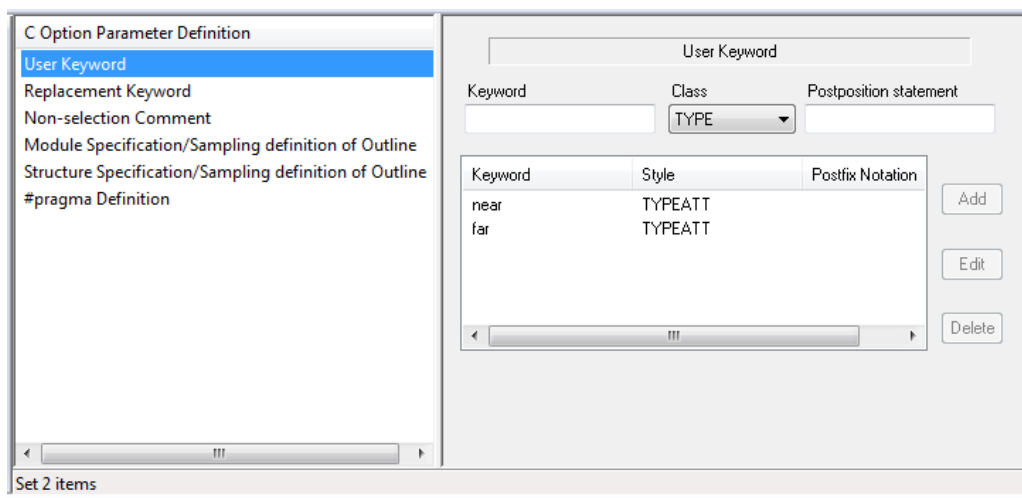 C Option Parameter Definition
User Keyword
Replacement Keyword
Non-selection Comment
Module Specification/Sampling definition of Outline
Structure Specification/Sampling definition of Outline
#pragma Definition
Set 2 items
User Keyword
Keyword Class Postposition statement
TYPE
Keyword Style Postfix Notation
near TYPEATT
far TYPEATT
Add
Edit
Delete